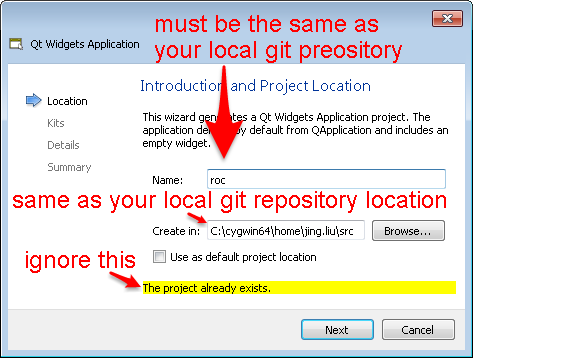 must be the same as
your local git preository
Qt Widgets Application
Introduction and Project Location
Location
Kits
Details
Summary
This wizard generates a Qt Widgets Application project. The
application derives by default from QApplication and includes an
empty widget.
Name: roc
same as your local git repository location
Create in: C:\cygwin64\home\jing.liu\src Browse...
Use as default project location
ignore this
The project already exists.
Next Cancel